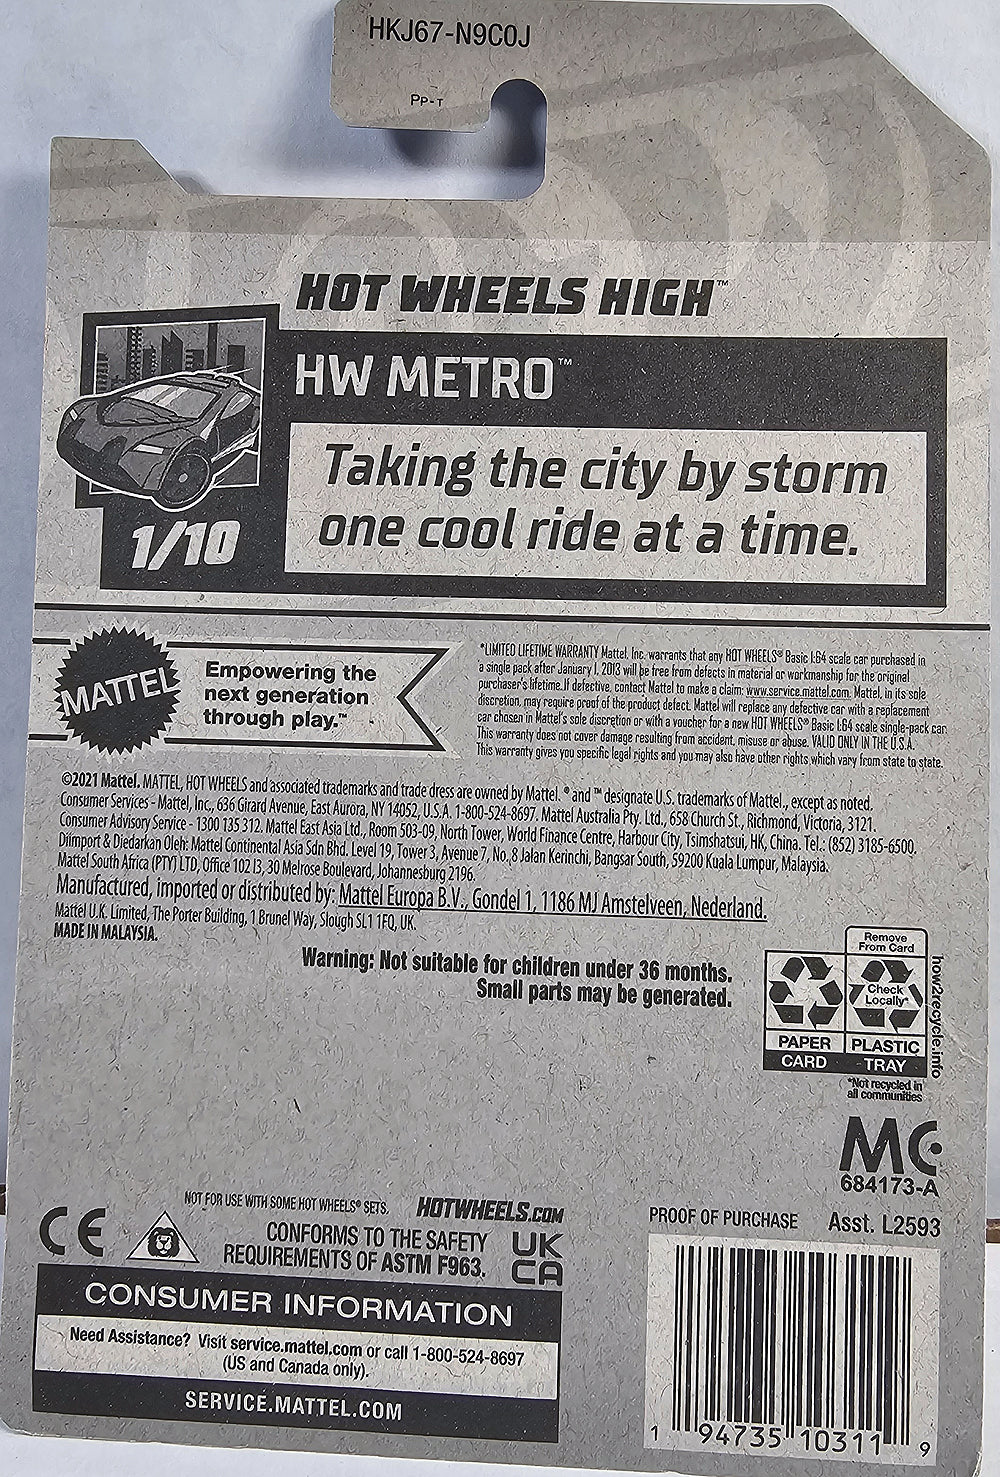 HKJ67-N9C0J
PP-T
HOT WHEELS HIGH™
HW METRO™
Taking the city by storm
one cool ride at a time.
1/10
MATTEL
Empowering the
next generation
through play.™
*LIMITED LIFETIME WARRANTY Mattel, Inc. warrants that any HOT WHEELS® Basic 1:64 scale car purchased in
a single pack after January 1, 2013 will be free from defects in material or workmanship for the original
purchaser's lifetime. If defective, contact Mattel to make a claim: www.service.mattel.com. Mattel, in its sole
discretion, may require proof of the product defect. Mattel will replace any defective car with a replacement
car chosen in Mattel's sole discretion or with a voucher for a new HOT WHEELS® Basic 1:64 scale single-pack car.
This warranty does not cover damage resulting from accident, misuse or abuse. VALID ONLY IN THE U.S.A.
This warranty gives you specific legal rights and you may also have other rights which vary from state to state.
©2021 Mattel. MATTEL, HOT WHEELS and associated trademarks and trade dress are owned by Mattel. ® and ™ designate U.S. trademarks of Mattel., except as noted.
Consumer Services - Mattel, Inc., 636 Girard Avenue, East Aurora, NY 14052, U.S.A. 1-800-524-8697. Mattel Australia Pty. Ltd., 658 Church St., Richmond, Victoria, 3121.
Consumer Advisory Service - 1300 135 312. Mattel East Asia Ltd., Room 503-09, North Tower, World Finance Centre, Harbour City, Tsimshatsui, HK, China. Tel.: (852) 3185-6500.
Diimport & Diedarkan Oleh: Mattel Continental Asia Sdn Bhd. Level 19, Tower 3, Avenue 7, No. 8 Jalan Kerinchi, Bangsar South, 59200 Kuala Lumpur, Malaysia.
Mattel South Africa (PTY) LTD, Office 102 I3, 30 Melrose Boulevard, Johannesburg 2196.
Manufactured, imported or distributed by: Mattel Europa B.V., Gondel 1, 1186 MJ Amstelveen, Nederland.
Mattel U.K. Limited, The Porter Building, 1 Brunel Way, Slough SL1 1FQ, UK.
MADE IN MALAYSIA.
Warning: Not suitable for children under 36 months.
Small parts may be generated.
Remove
From Card
Check
Locally*
PAPER
CARD
PLASTIC
TRAY
how2recycle.info
*Not recycled in
all communities
MC
684173-A
NOT FOR USE WITH SOME HOT WHEELS® SETS.
HOTWHEELS.COM
CE
CONFORMS TO THE SAFETY
REQUIREMENTS OF ASTM F963.
UK
CA
PROOF OF PURCHASE
Asst. L2593
CONSUMER INFORMATION
Need Assistance? Visit service.mattel.com or call 1-800-524-8697
(US and Canada only).
SERVICE.MATTEL.COM
1 94735 10311 9